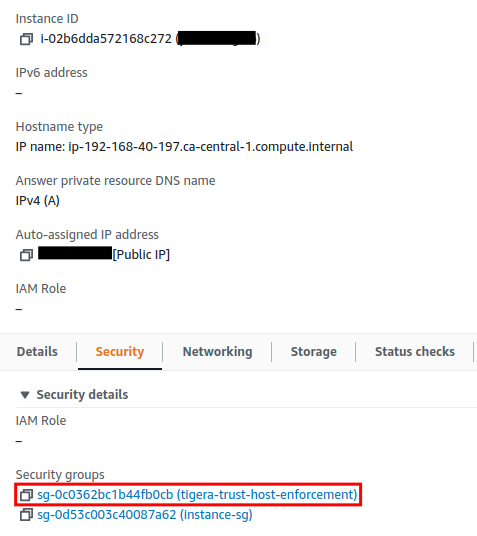 Instance ID
i-02b6dda572168c272 ( )
IPv6 address
–
Hostname type
IP name: ip-192-168-40-197.ca-central-1.compute.internal
Answer private resource DNS name
IPv4 (A)
Auto-assigned IP address
[Public IP]
IAM Role
–
Details Security Networking Storage Status checks
▼ Security details
IAM Role
–
Security groups
sg-0c0362bc1b44fb0cb (tigera-trust-host-enforcement)
sg-0d53c003c40087a62 (instance-sg)